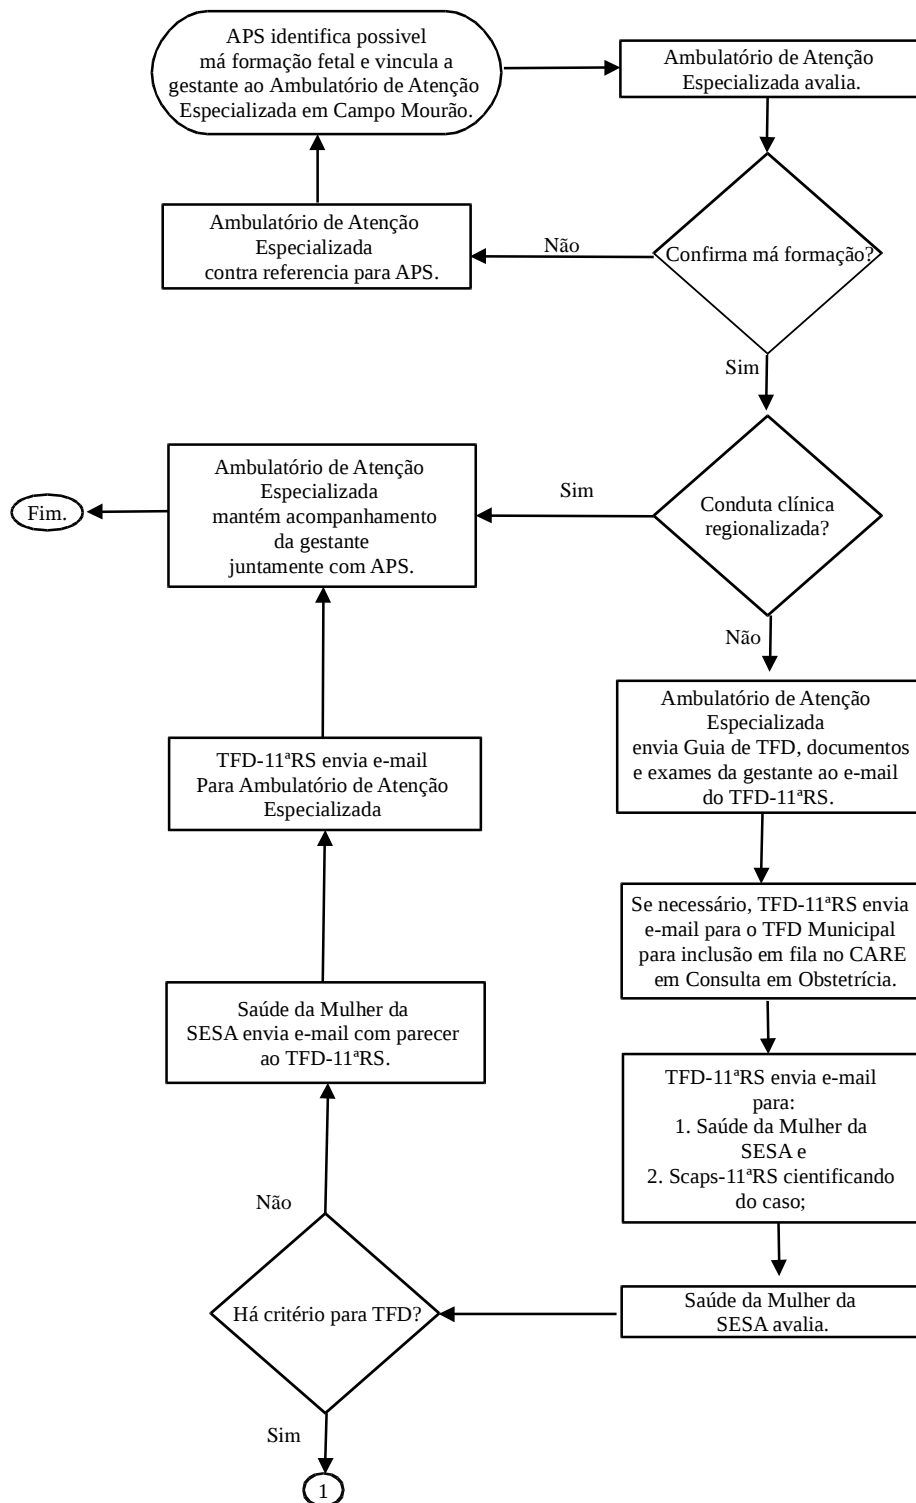 APS identifica possivel
má formação fetal e vincula a
gestante ao Ambulatório de Atenção
Especializada em Campo Mourão.
Ambulatório de Atenção
Especializada avalia.
Ambulatório de Atenção
Especializada
contra referencia para APS.
Não
Confirma má formação?
Sim
Ambulatório de Atenção
Especializada
mantém acompanhamento
da gestante
juntamente com APS.
Sim
Conduta clínica
regionalizada?
Fim.
Não
Ambulatório de Atenção
Especializada
envia Guia de TFD, documentos
e exames da gestante ao e-mail
do TFD-11ªRS.
TFD-11ªRS envia e-mail
Para Ambulatório de Atenção
Especializada
Se necessário, TFD-11ªRS envia
e-mail para o TFD Municipal
para inclusão em fila no CARE
em Consulta em Obstetrícia.
Saúde da Mulher da
SESA envia e-mail com parecer
ao TFD-11ªRS.
TFD-11ªRS envia e-mail
para:
1. Saúde da Mulher da
SESA e
2. Scaps-11ªRS cientificando
do caso;
Não
Há critério para TFD?
Saúde da Mulher da
SESA avalia.
Sim
1